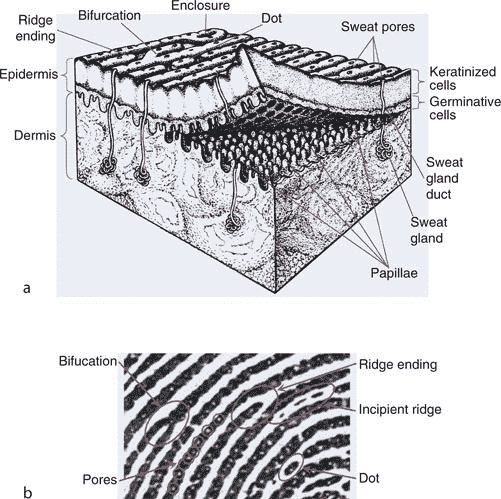 Enclosure
Bifurcation
Dot
Ridge
ending
Sweat pores
Epidermis
Keratinized
cells
Germinative
cells
Dermis
Sweat
gland
duct
Sweat
gland
Papillae
a
Bifucation
Ridge ending
Incipient ridge
Pores
Dot
b